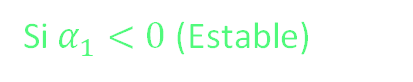 Si α₁ < 0 (Estable)